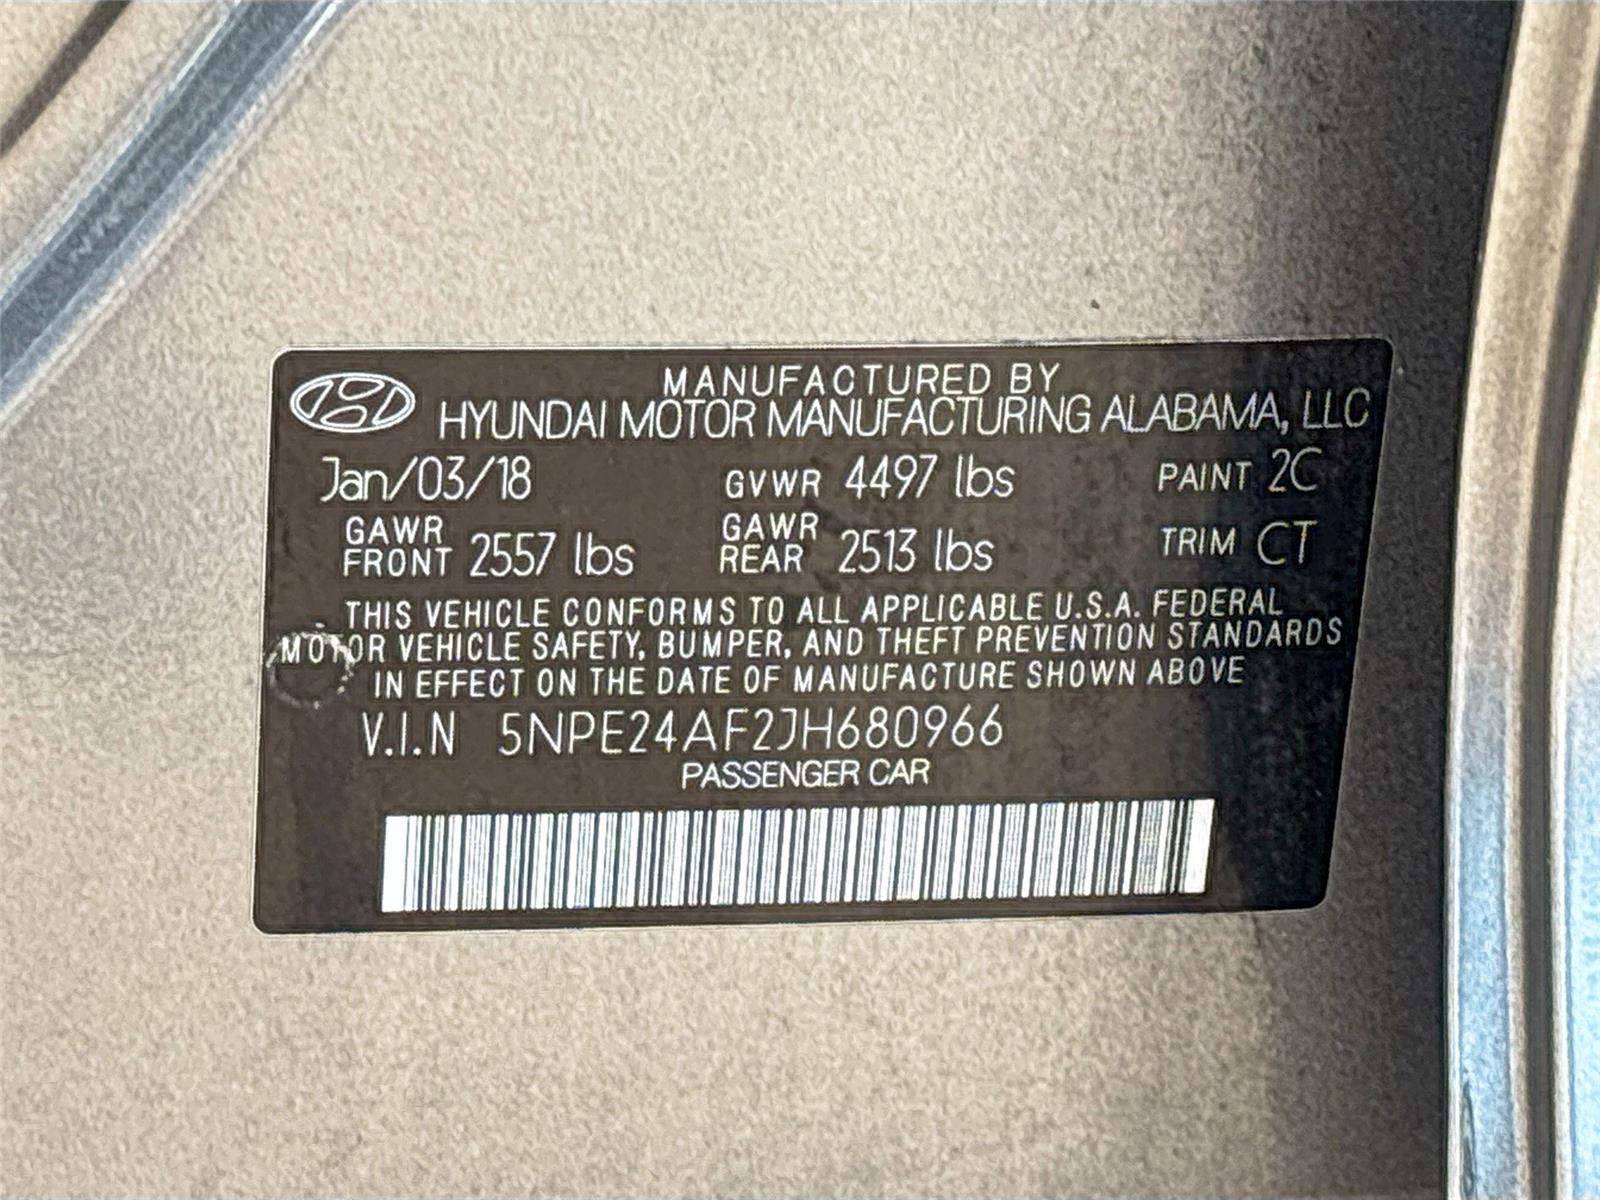 MANUFACTURED BY
HYUNDAI MOTOR MANUFACTURING ALABAMA, LLC
Jan/03/18 GVWR 4497 lbs PAINT 2C
GAWR FRONT 2557 lbs GAWR REAR 2513 lbs TRIM CT
THIS VEHICLE CONFORMS TO ALL APPLICABLE U.S.A. FEDERAL
MOTOR VEHICLE SAFETY, BUMPER, AND THEFT PREVENTION STANDARDS
IN EFFECT ON THE DATE OF MANUFACTURE SHOWN ABOVE
V.I.N 5NPE24AF2JH680966
PASSENGER CAR